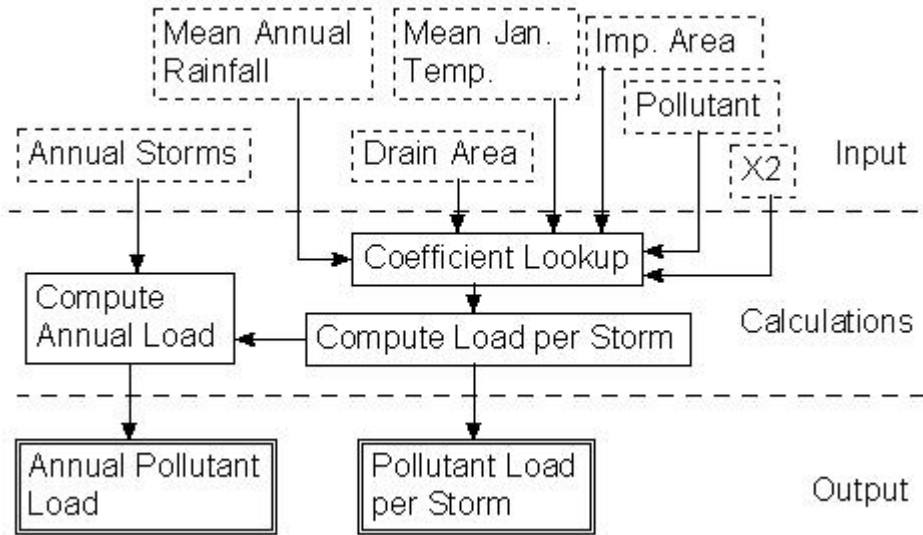 Mean Annual
Rainfall
Mean Jan.
Temp.
Imp. Area
Pollutant
Annual Storms
Drain Area
X2
Input
Coefficient Lookup
Compute
Annual Load
Compute Load per Storm
Calculations
Annual Pollutant
Load
Pollutant Load
per Storm
Output